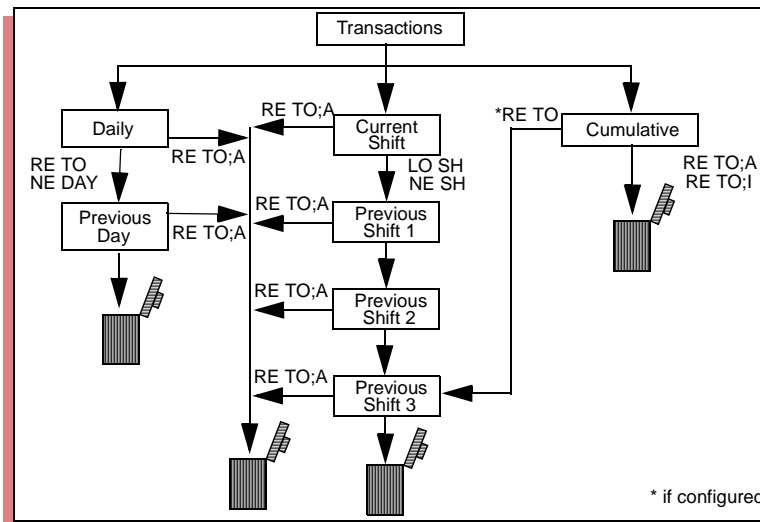 Transactions
Daily
RE TO;A
RE TO;A
Current
Shift
*RE TO
Cumulative
RE TO
NE DAY
LO SH
NE SH
RE TO;A
RE TO;I
Previous
Day
RE TO;A
RE TO;A
Previous
Shift 1
RE TO;A
Previous
Shift 2
RE TO;A
Previous
Shift 3
* if configured